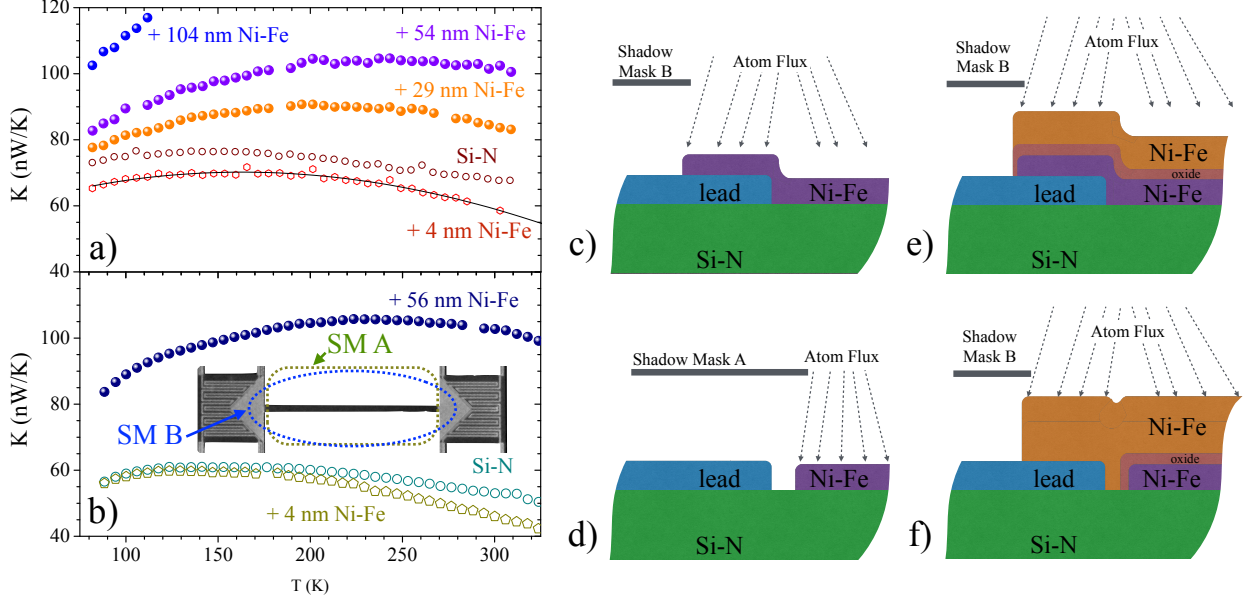 120
100
80
60
40
K (nW/K)
+ 104 nm Ni-Fe
+ 54 nm Ni-Fe
+ 29 nm Ni-Fe
Si-N
+ 4 nm Ni-Fe
a)
120
100
80
60
40
K (nW/K)
+ 56 nm Ni-Fe
SM A
SM B
Si-N
+ 4 nm Ni-Fe
b)
100
150
200
250
300
T (K)
Shadow
Mask B
Atom Flux
lead
Ni-Fe
Si-N
c)
Shadow Mask A
Atom Flux
lead
Ni-Fe
Si-N
d)
Shadow
Mask B
Atom Flux
Ni-Fe
oxide
lead
Ni-Fe
Si-N
e)
Shadow
Mask B
Atom Flux
Ni-Fe
oxide
lead
Ni-Fe
Si-N
f)